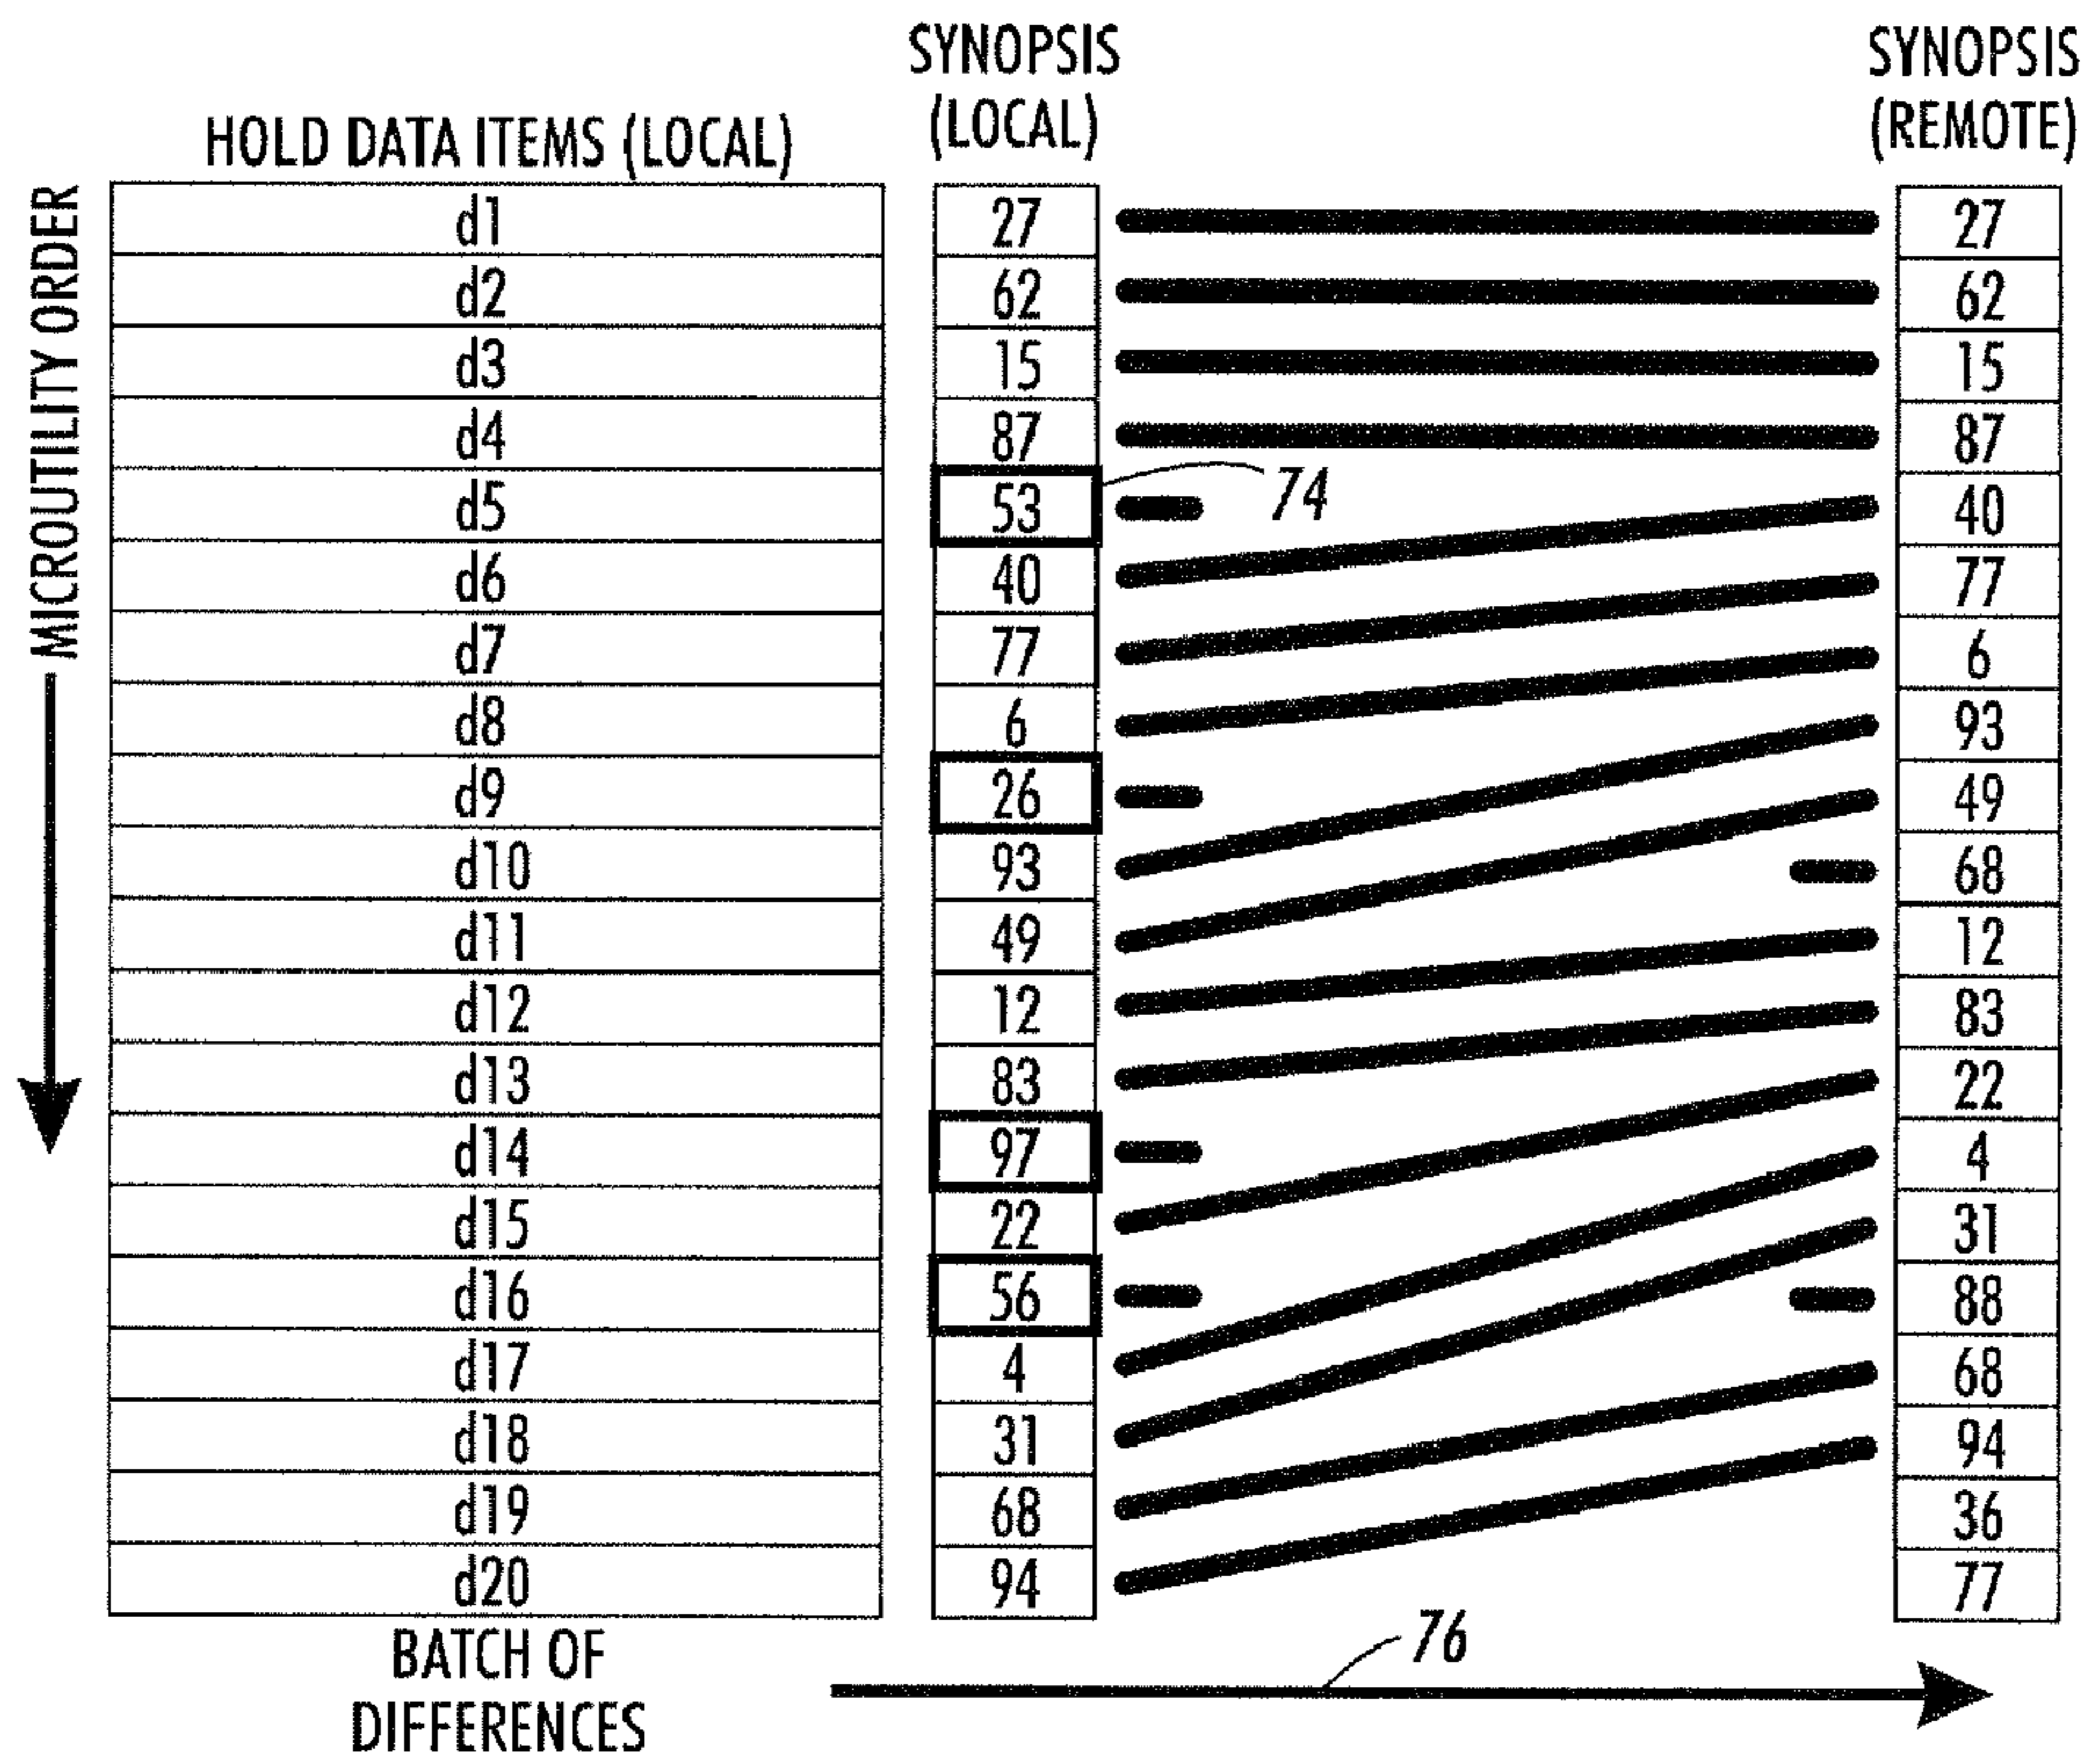 SYNOPSIS
(LOCAL)
SYNOPSIS
(REMOTE)
HOLD DATA ITEMS (LOCAL)
MICROUTILITY ORDER
d1 27 27
d2 62 62
d3 15 15
d4 87 87
d5 53 74 40
d6 40 77
d7 77 6
d8 6 93
d9 26 49
d10 93 68
d11 49 12
d12 12 83
d13 83 22
d14 97 4
d15 22 31
d16 56 88
d17 4 68
d18 31 94
d19 68 36
d20 94 77
BATCH OF
DIFFERENCES
76